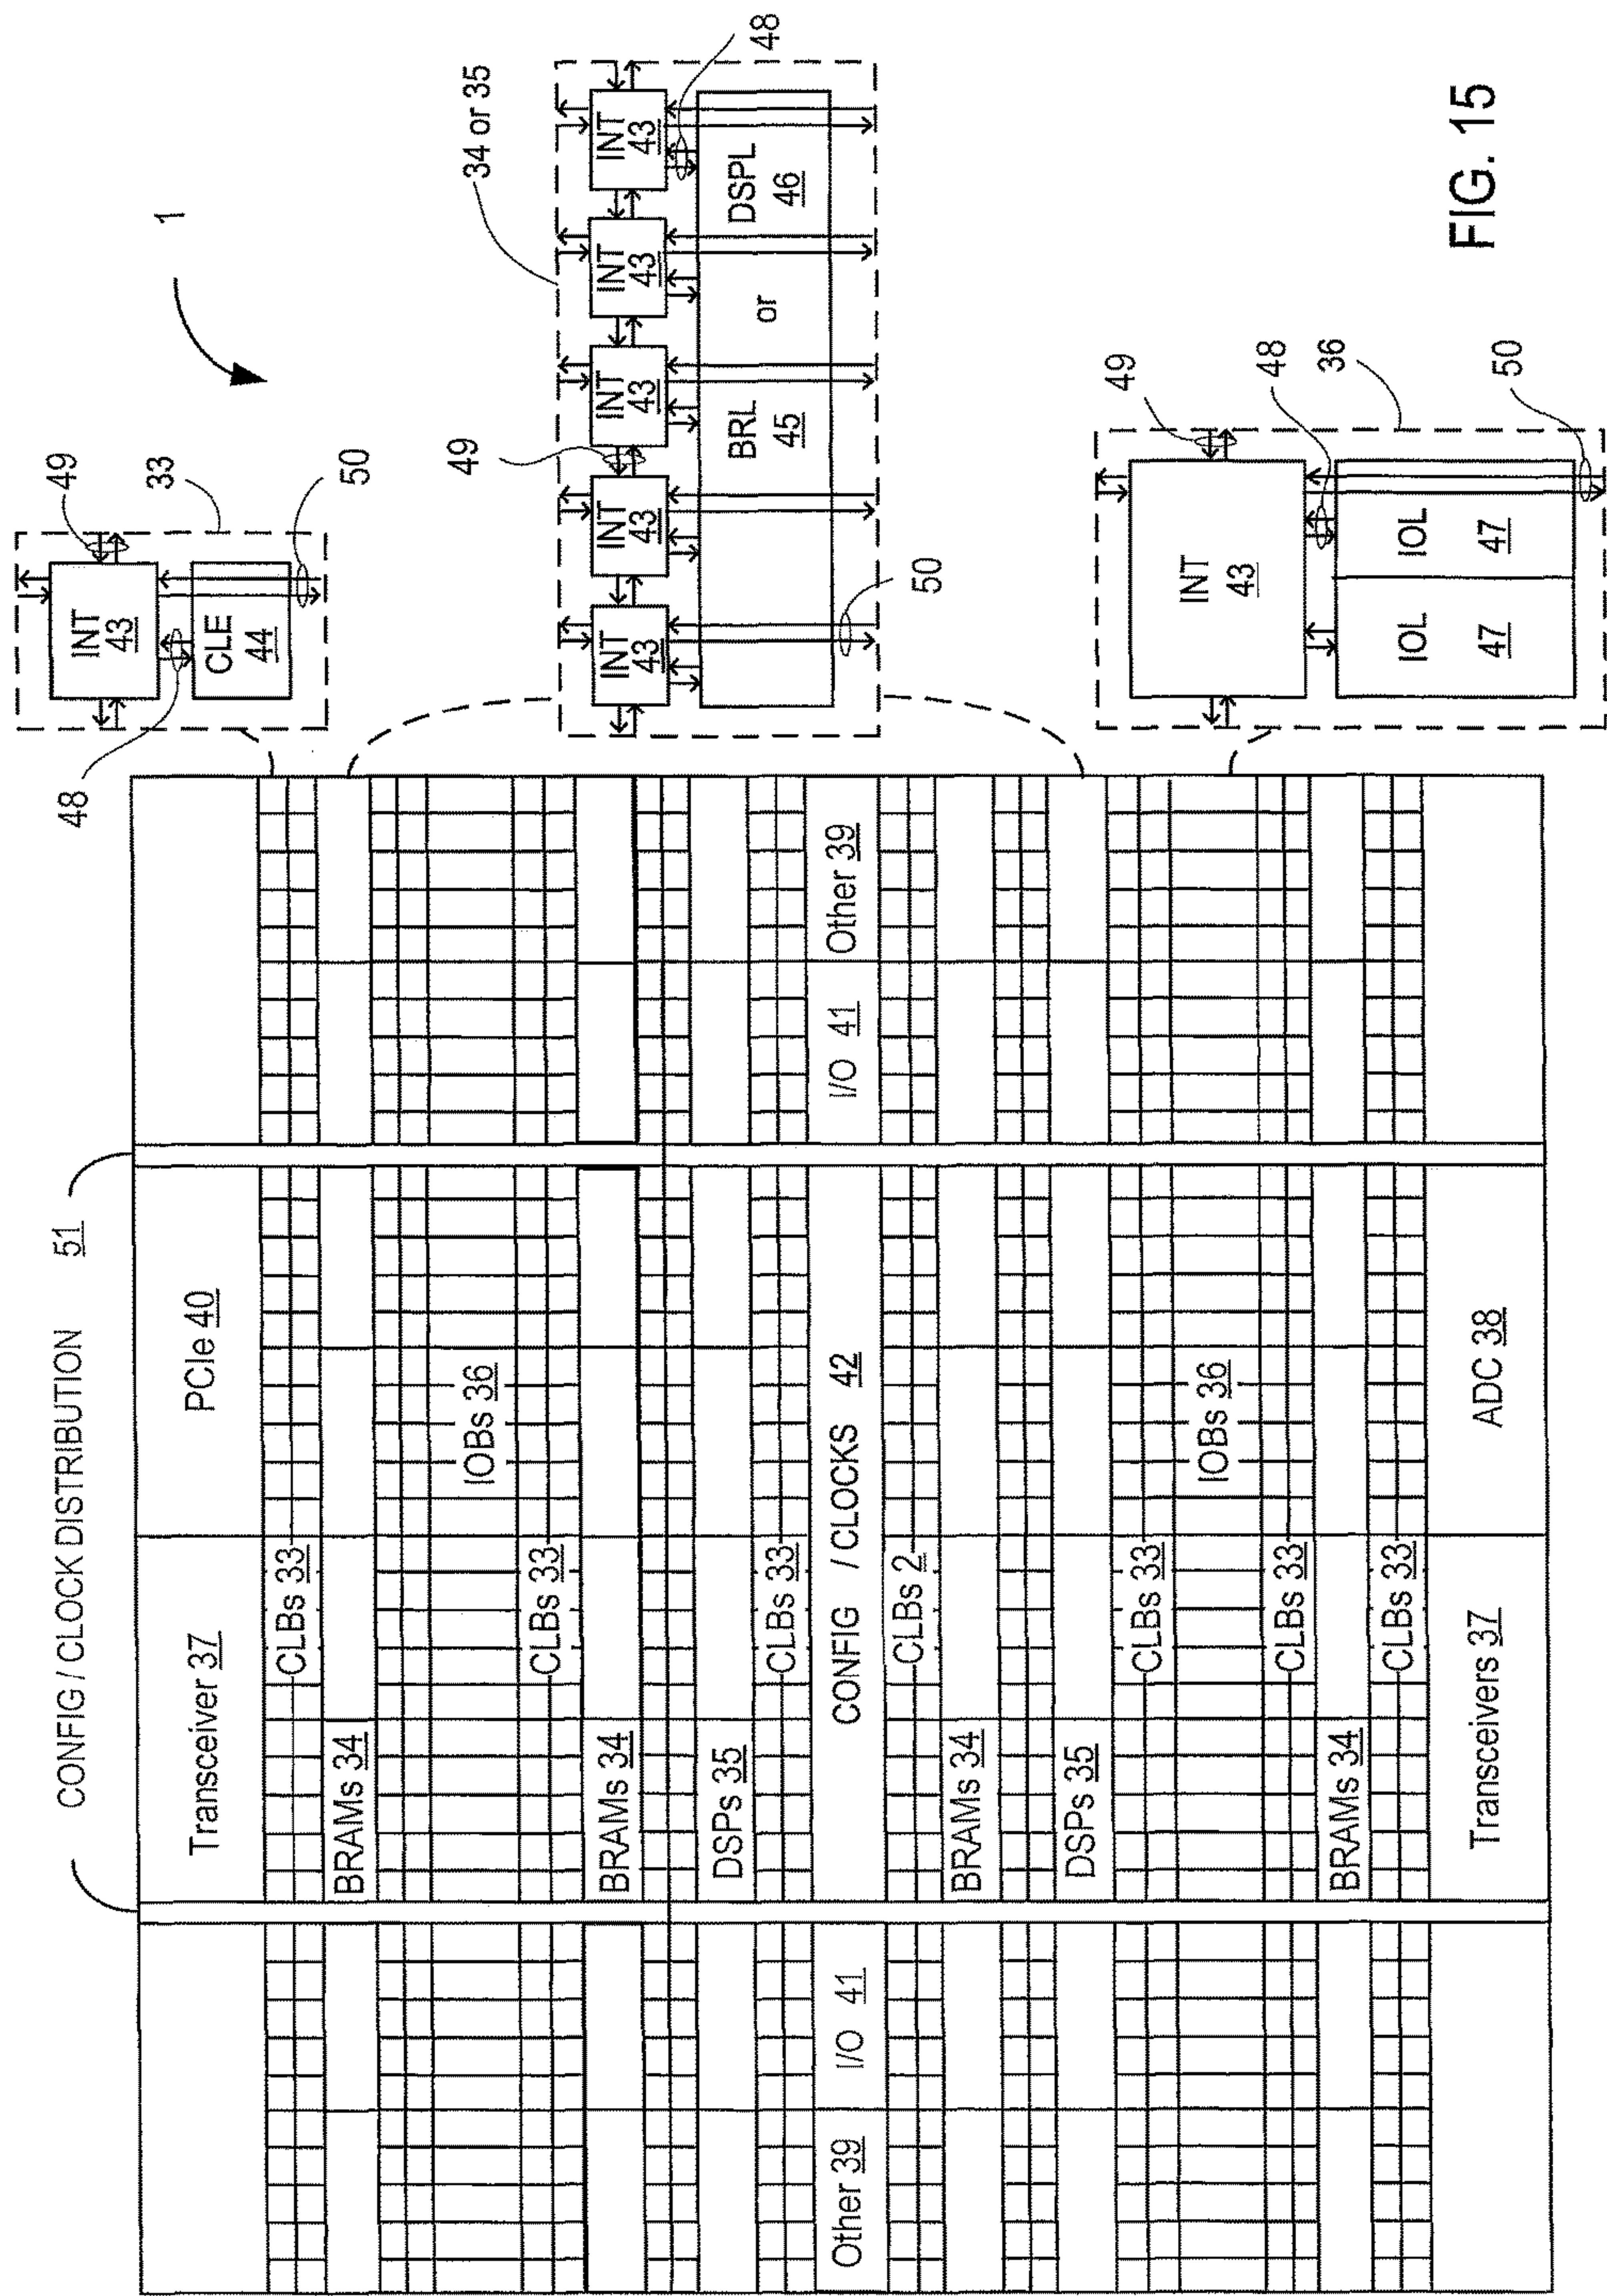 CONFIG / CLOCK DISTRIBUTION 51
1
Transceiver 37
PCIe 40
CLBs 33
BRAMs 34
IOBs 36
CLBs 33
BRAMs 34
DSPs 35
CLBs 33
Other 39
I/O 41
CONFIG / CLOCKS 42
I/O 41
Other 39
CLBs 2
BRAMs 34
DSPs 35
CLBs 33
IOBs 36
CLBs 33
BRAMs 34
CLBs 33
Transceivers 37
ADC 38
48
49
33
INT
43
CLE
44
50
34 or 35
48
INT
43
INT
43
INT
43
INT
43
INT
43
49
BRL
45
or
DSPL
46
50
49
48
36
INT
43
IOL
47
IOL
47
50
FIG. 15